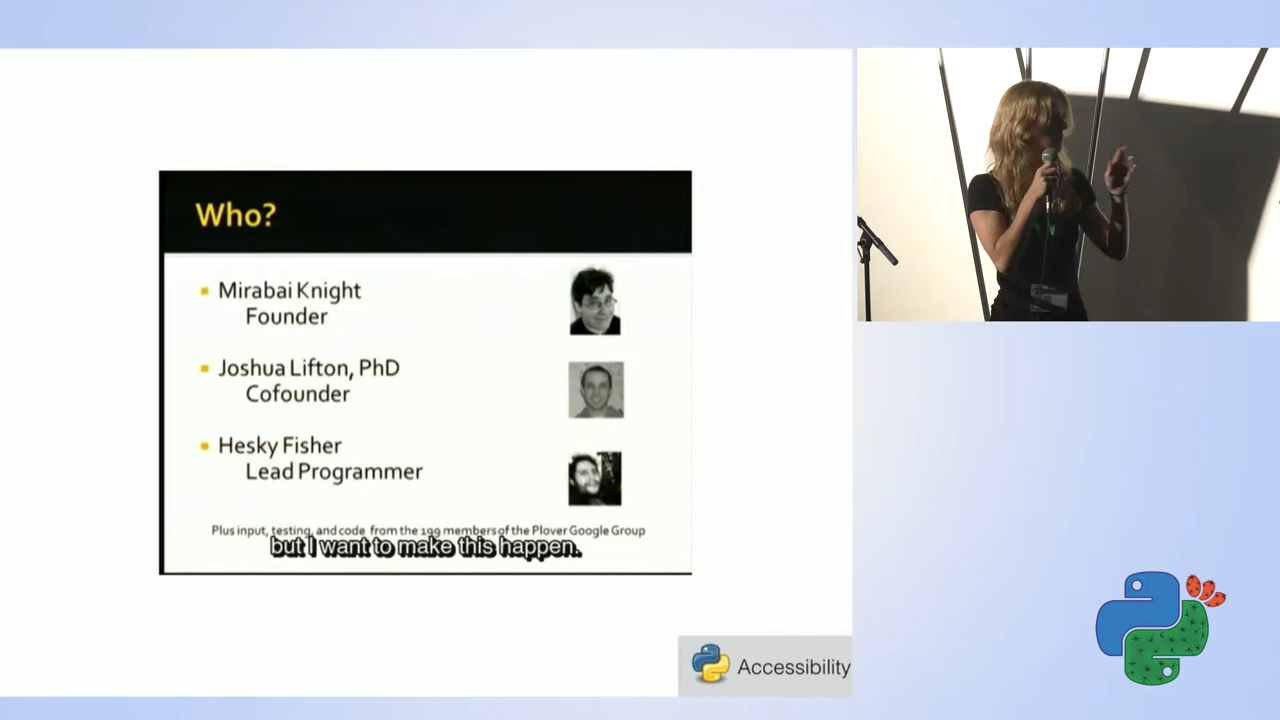 Who?
Mirabai Knight
Founder
Joshua Lifton, PhD
Cofounder
Hesky Fisher
Lead Programmer
Plus input, testing, and code from the 199 members of the Plover Google Group
but I want to make this happen.
Accessibility